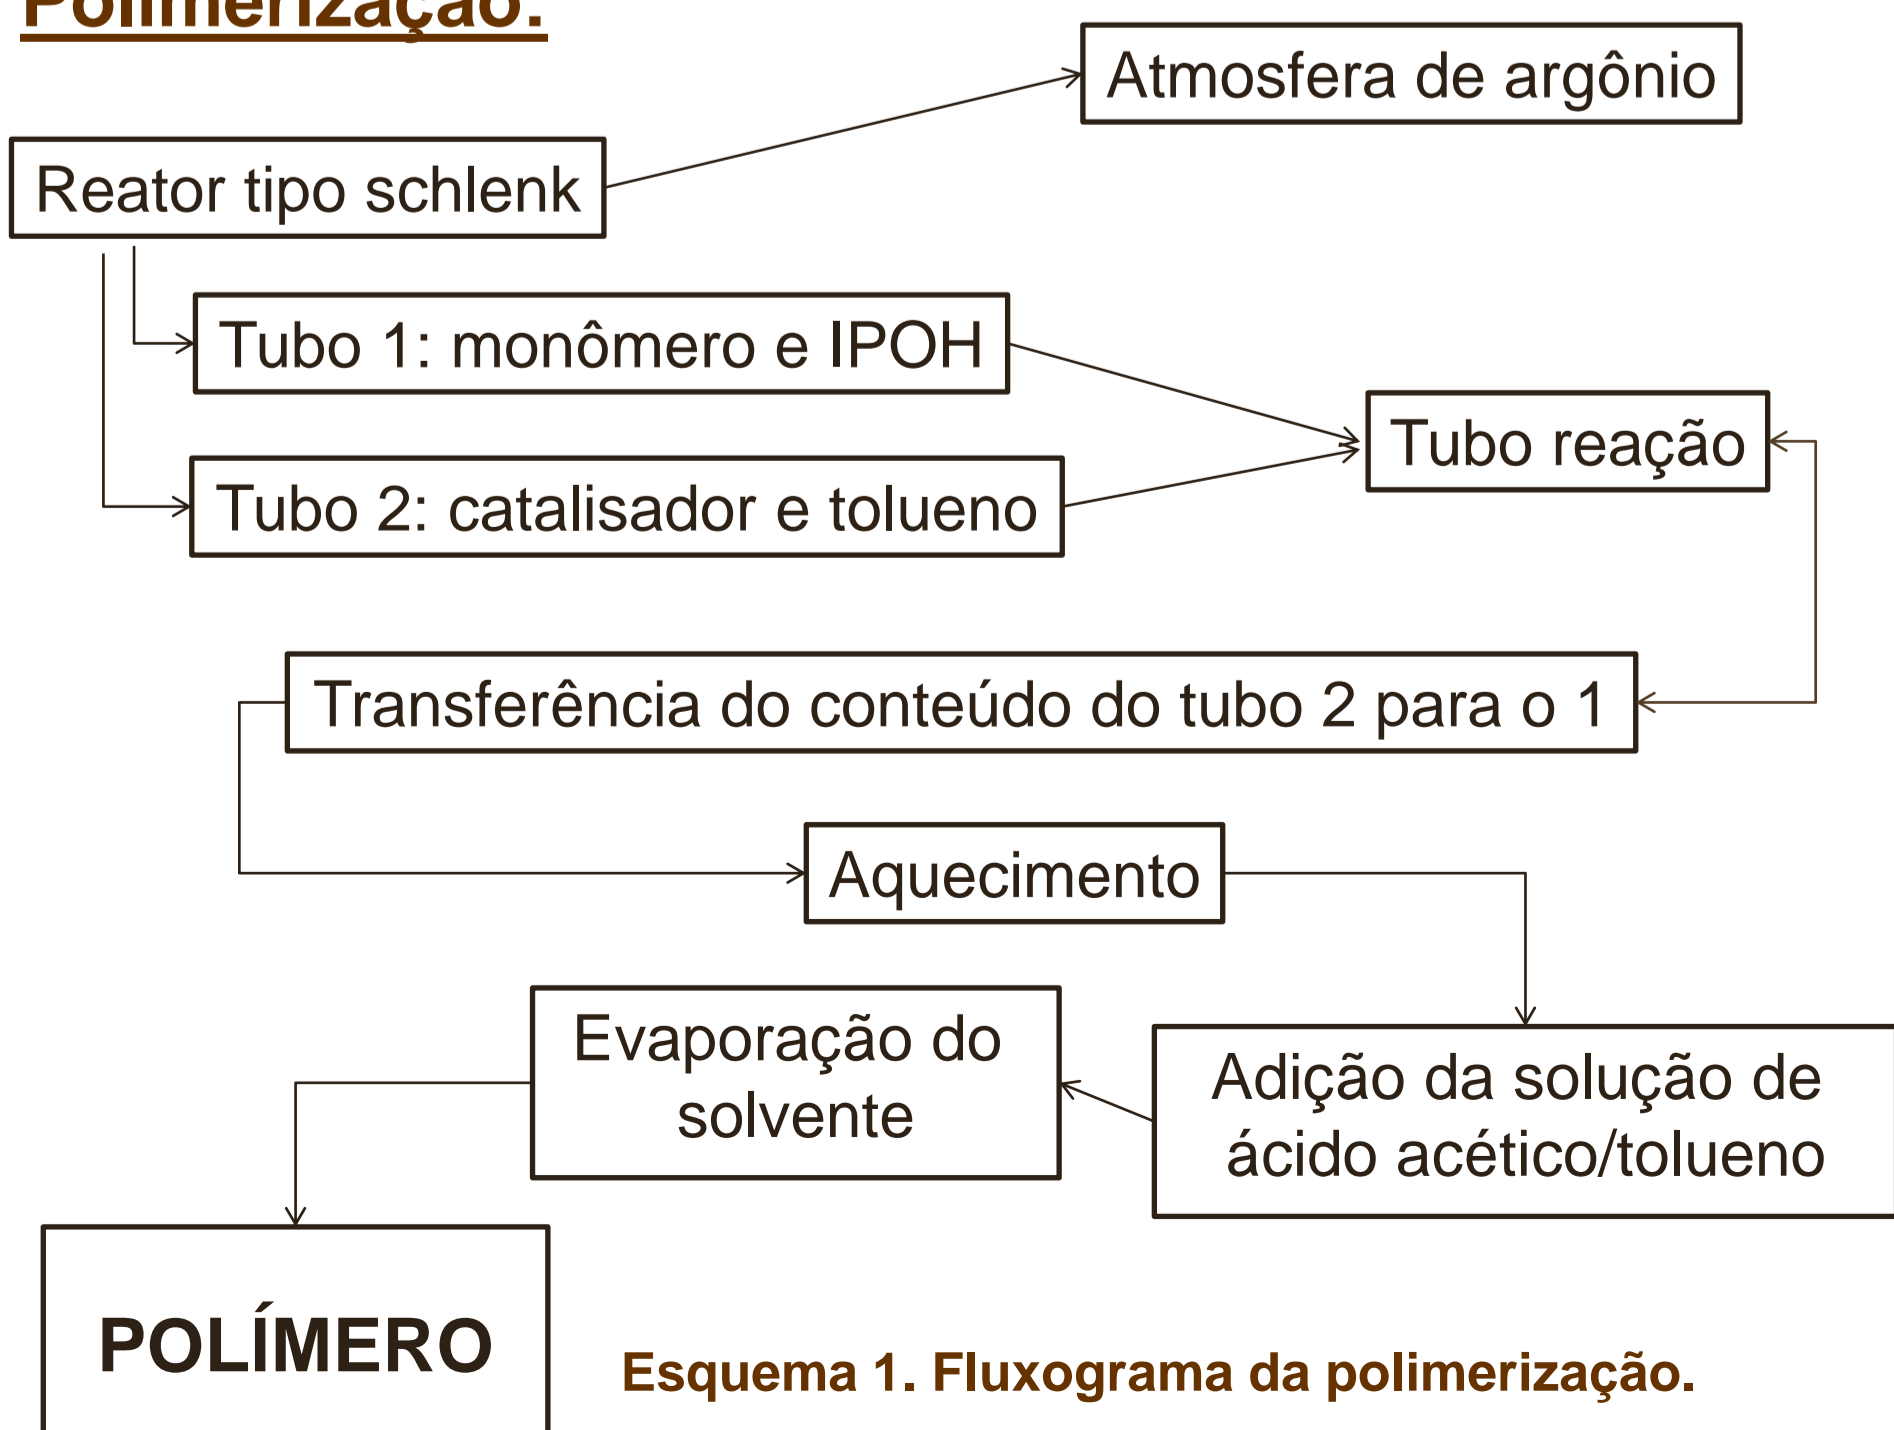 Polimerização.
Atmosfera de argônio
Reator tipo schlenk
Tubo 1: monômero e IPOH
Tubo reação
Tubo 2: catalisador e tolueno
Transferência do conteúdo do tubo 2 para o 1
Aquecimento
Evaporação do
solvente
Adição da solução de
ácido acético/tolueno
POLÍMERO
Esquema 1. Fluxograma da polimerização.